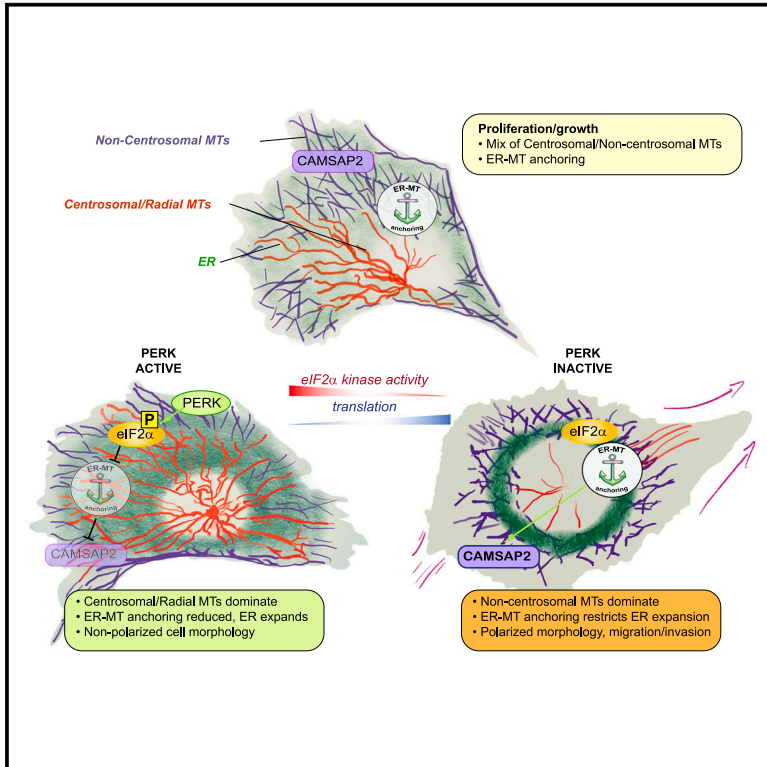 Non-Centrosomal MTs
CAMSAP2
ER-MT
anchoring
Centrosomal/Radial MTs
ER
Proliferation/growth
• Mix of Centrosomal/Non-centrosomal MTs
• ER-MT anchoring
PERK
ACTIVE
eIF2α kinase activity
translation
PERK
INACTIVE
PERK
P
eIF2α
ER-MT
anchoring
CAMSAP2
• Centrosomal/Radial MTs dominate
• ER-MT anchoring reduced, ER expands
• Non-polarized cell morphology
eIF2α
ER-MT
anchoring
CAMSAP2
• Non-centrosomal MTs dominate
• ER-MT anchoring restricts ER expansion
• Polarized morphology, migration/invasion